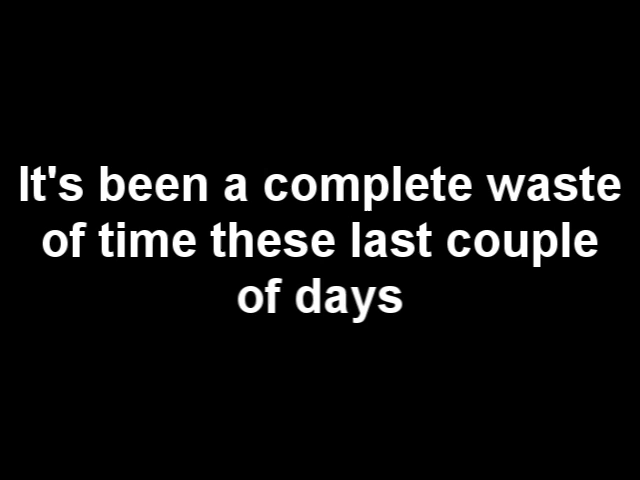 It's been a complete waste
of time these last couple
of days